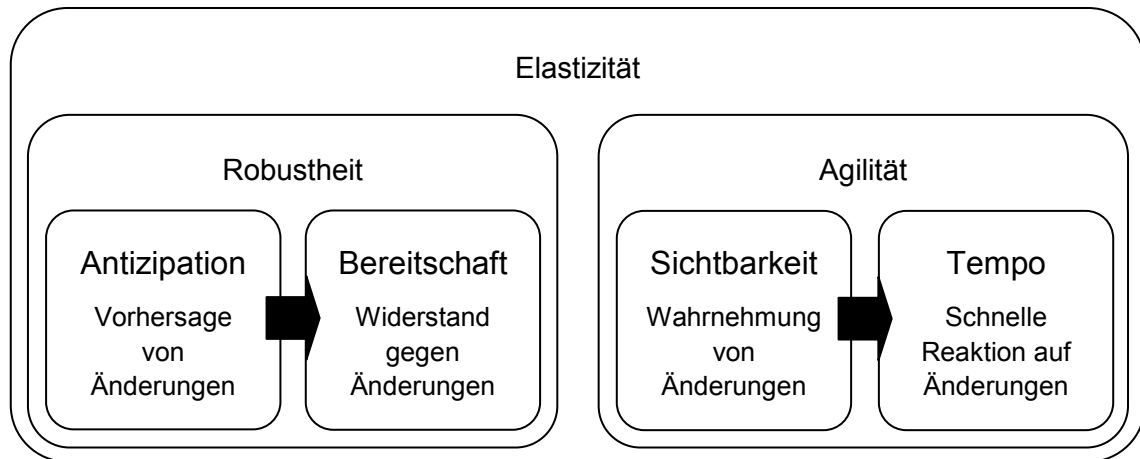 Elastizität
Robustheit
Antizipation
Vorhersage
von
Änderungen
Bereitschaft
Widerstand
gegen
Änderungen
Agilität
Sichtbarkeit
Wahrnehmung
von
Änderungen
Tempo
Schnelle
Reaktion auf
Änderungen